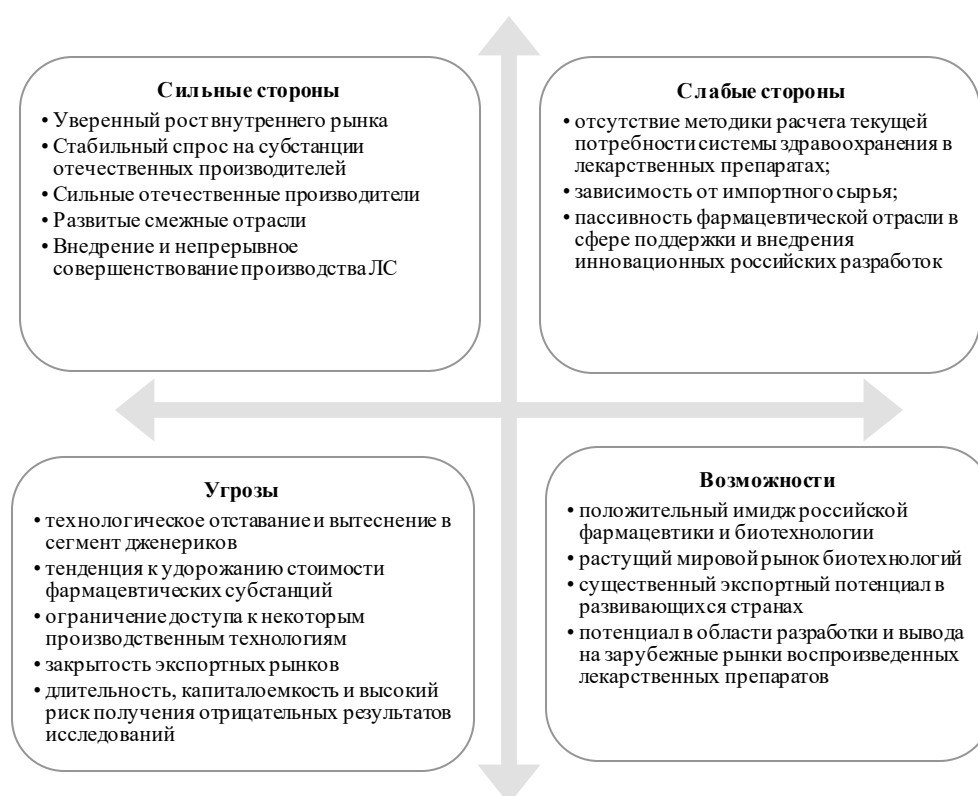 Сильные стороны
• Уверенный рост внутреннего рынка
• Стабильный спрос на субстанции
отечественных производителей
• Сильные отечественные производители
• Развитые смежные отрасли
• Внедрение и непрерывное
совершенствование производства ЛС
Слабые стороны
• отсутствие методики расчета текущей
потребности системы здравоохранения в
лекарственных препаратах;
• зависимость от импортного сырья;
• пассивность фармацевтической отрасли в
сфере поддержки и внедрения
инновационных российских разработок
Угрозы
• технологическое отставание и вытеснение в
сегмент дженериков
• тенденция к удорожанию стоимости
фармацевтических субстанций
• ограничение доступа к некоторым
производственным технологиям
• закрытость экспортных рынков
• длительность, капиталоемкость и высокий
риск получения отрицательных результатов
исследований
Возможности
• положительный имидж российской
фармацевтики и биотехнологии
• растущий мировой рынок биотехнологий
• существенный экспортный потенциал в
развивающихся странах
• потенциал в области разработки и вывода
на зарубежные рынки воспроизведенных
лекарственных препаратов